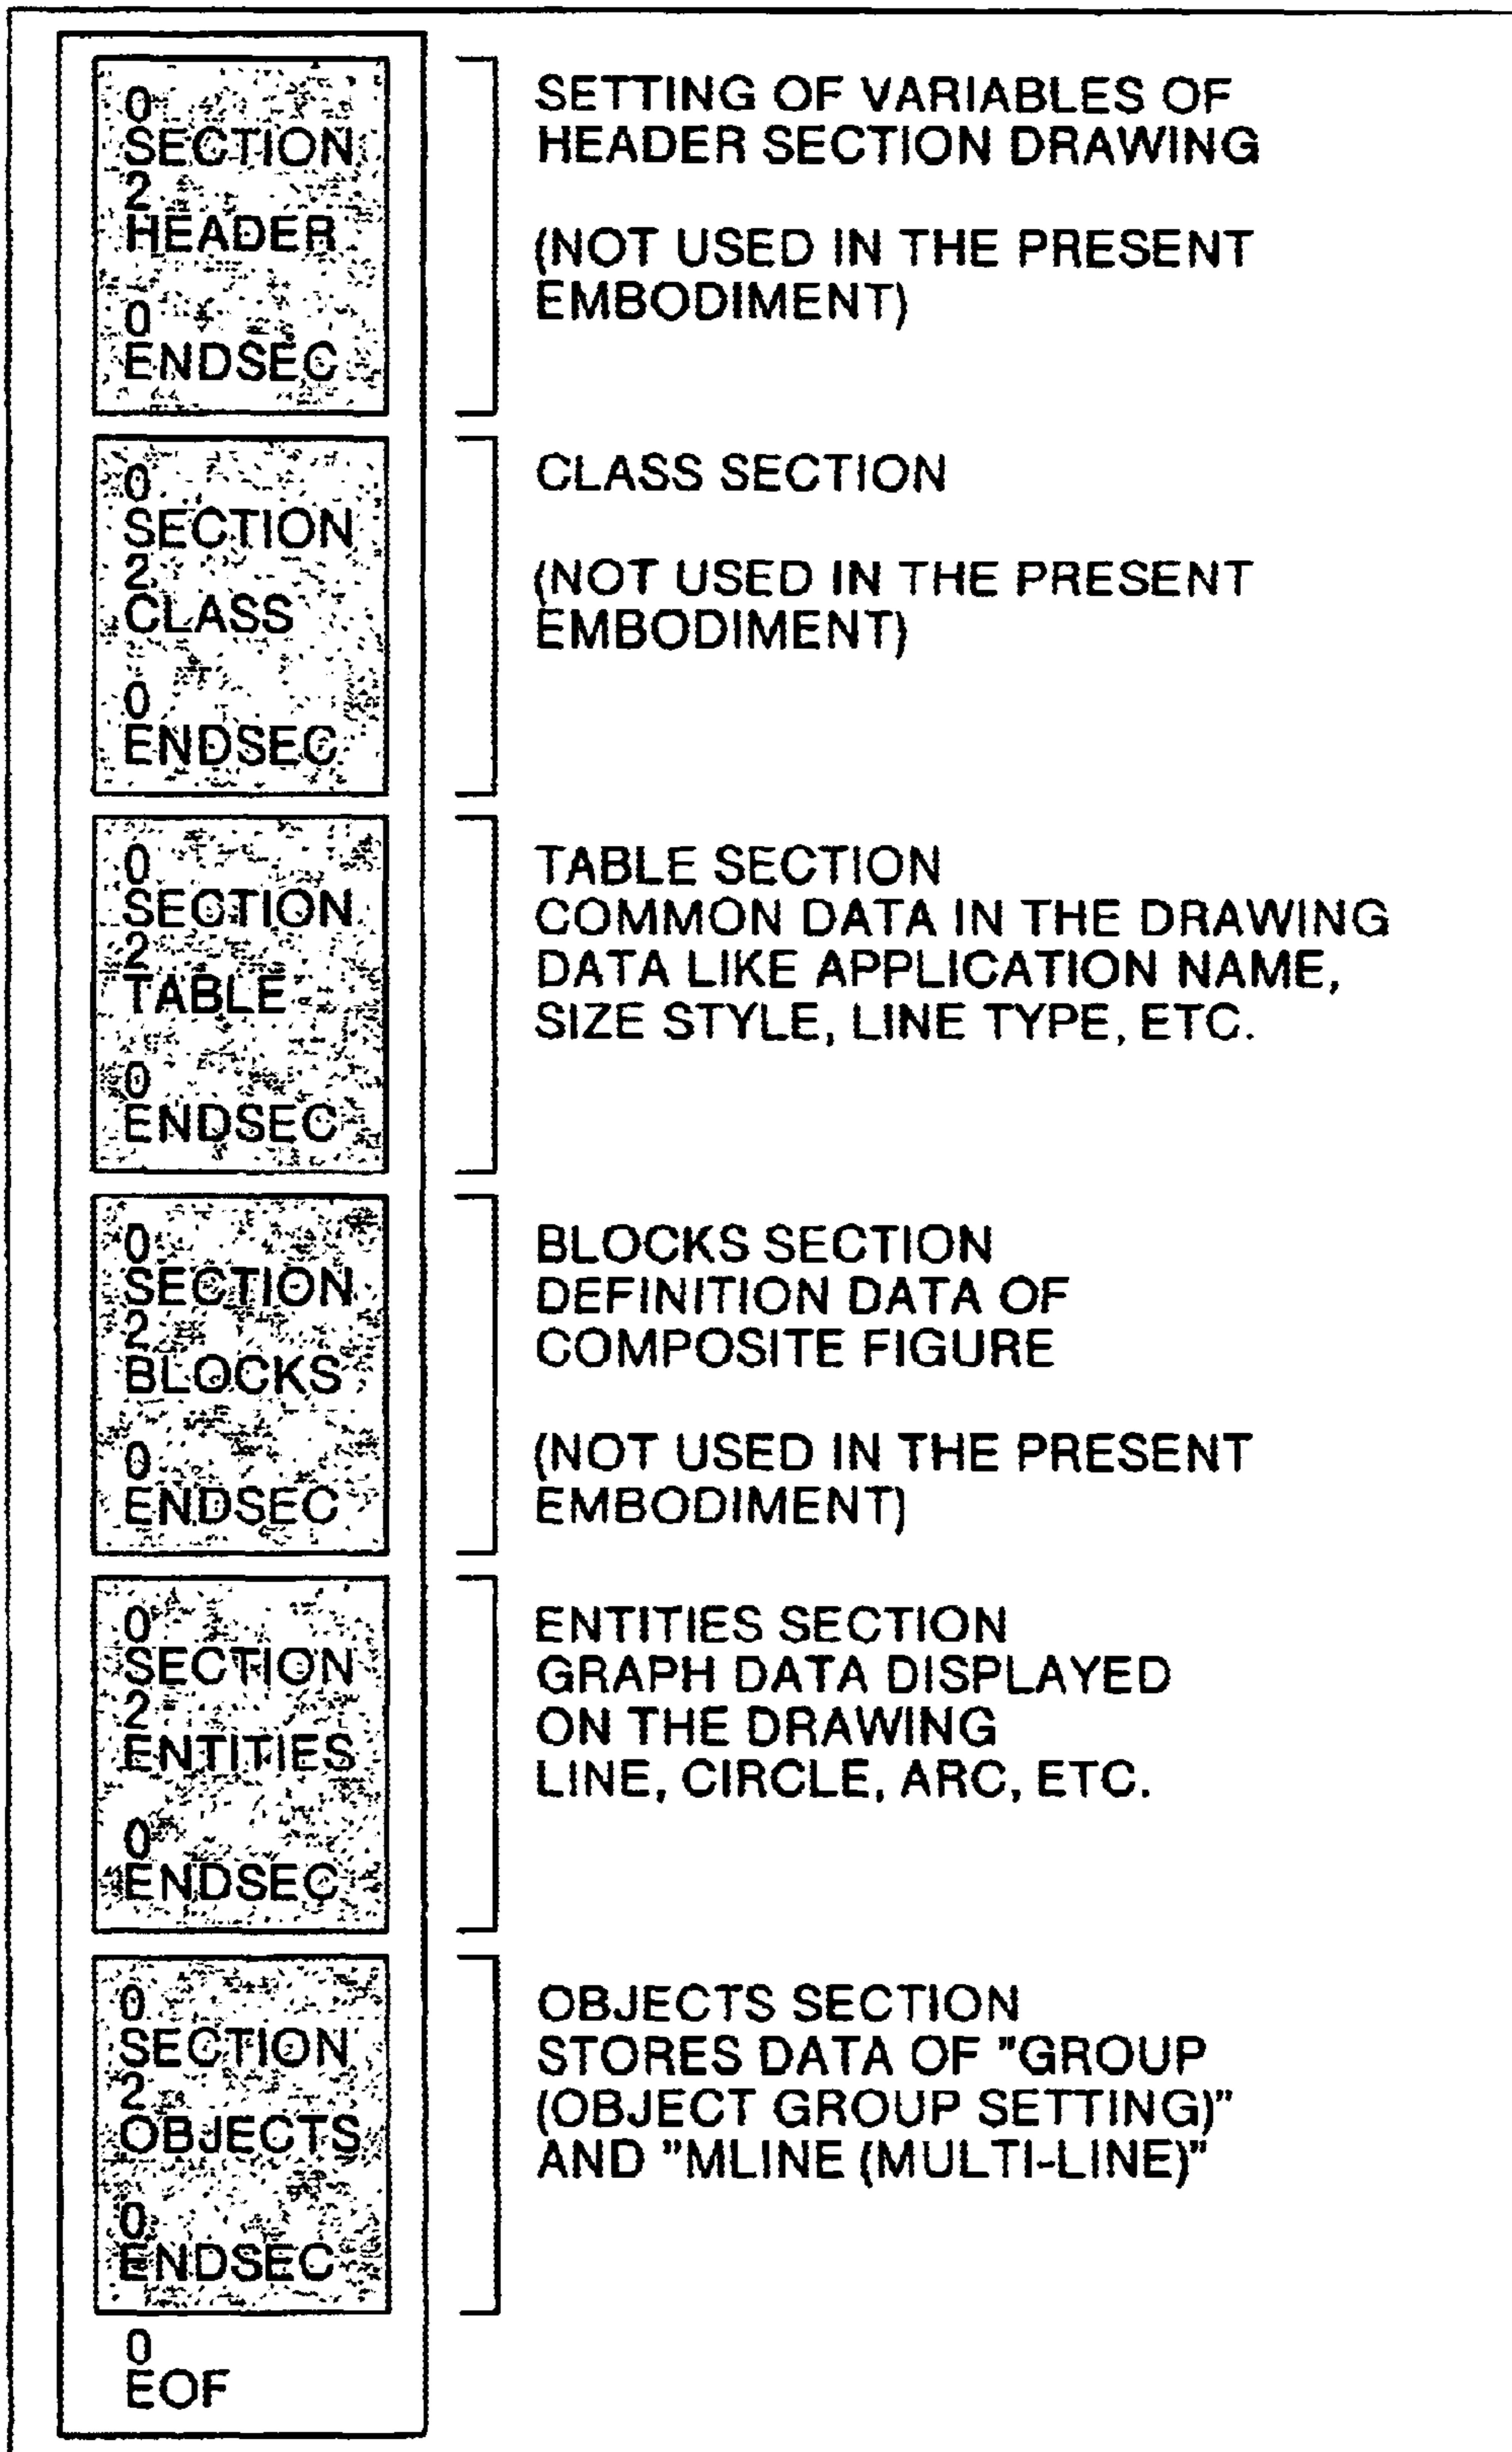 0
SECTION
2
HEADER
0
ENDSEC
SETTING OF VARIABLES OF
HEADER SECTION DRAWING
(NOT USED IN THE PRESENT
EMBODIMENT)
0
SECTION
2
CLASS
0
ENDSEC
CLASS SECTION
(NOT USED IN THE PRESENT
EMBODIMENT)
0
SECTION
2
TABLE
0
ENDSEC
TABLE SECTION
COMMON DATA IN THE DRAWING
DATA LIKE APPLICATION NAME,
SIZE STYLE, LINE TYPE, ETC.
0
SECTION
2
BLOCKS
0
ENDSEC
BLOCKS SECTION
DEFINITION DATA OF
COMPOSITE FIGURE
(NOT USED IN THE PRESENT
EMBODIMENT)
0
SECTION
2
ENTITIES
0
ENDSEC
ENTITIES SECTION
GRAPH DATA DISPLAYED
ON THE DRAWING
LINE, CIRCLE, ARC, ETC.
0
SECTION
2
OBJECTS
0
ENDSEC
OBJECTS SECTION
STORES DATA OF "GROUP
(OBJECT GROUP SETTING)"
AND "MLINE (MULTI-LINE)"
0
EOF